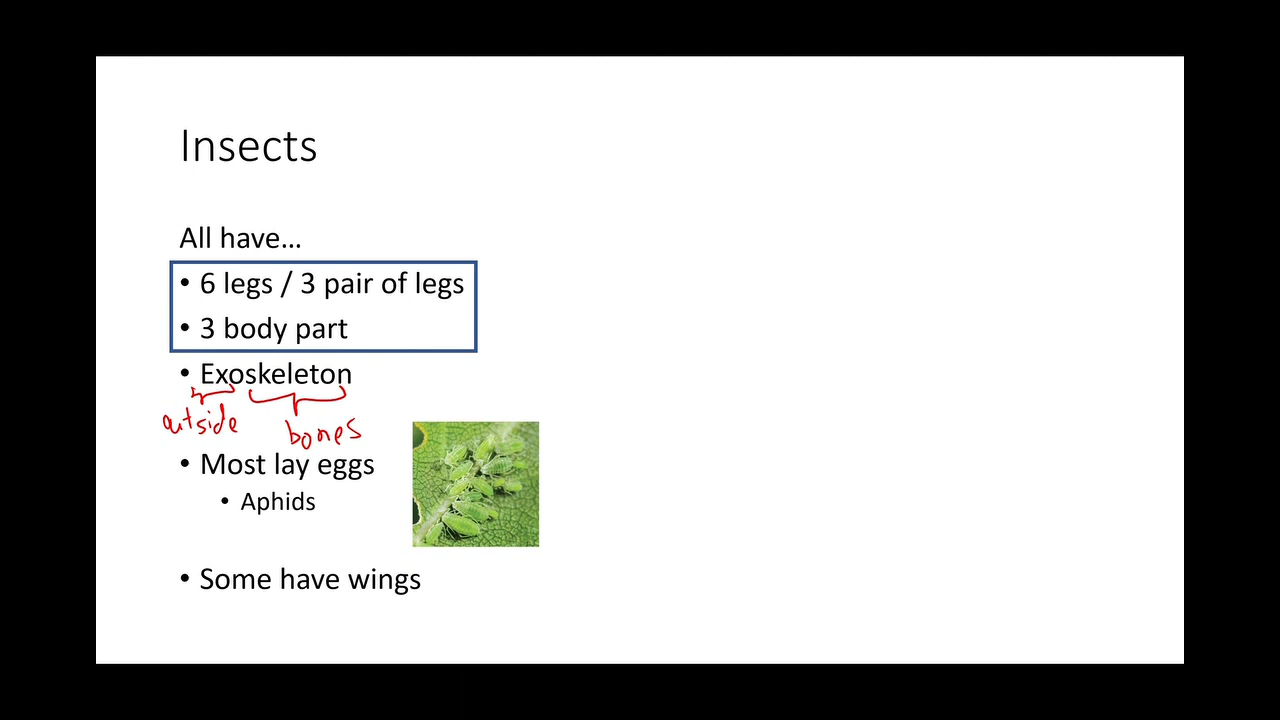 Insects
All have...
• 6 legs / 3 pair of legs
• 3 body part
• Exoskeleton
outside bones
• Most lay eggs
• Aphids
• Some have wings